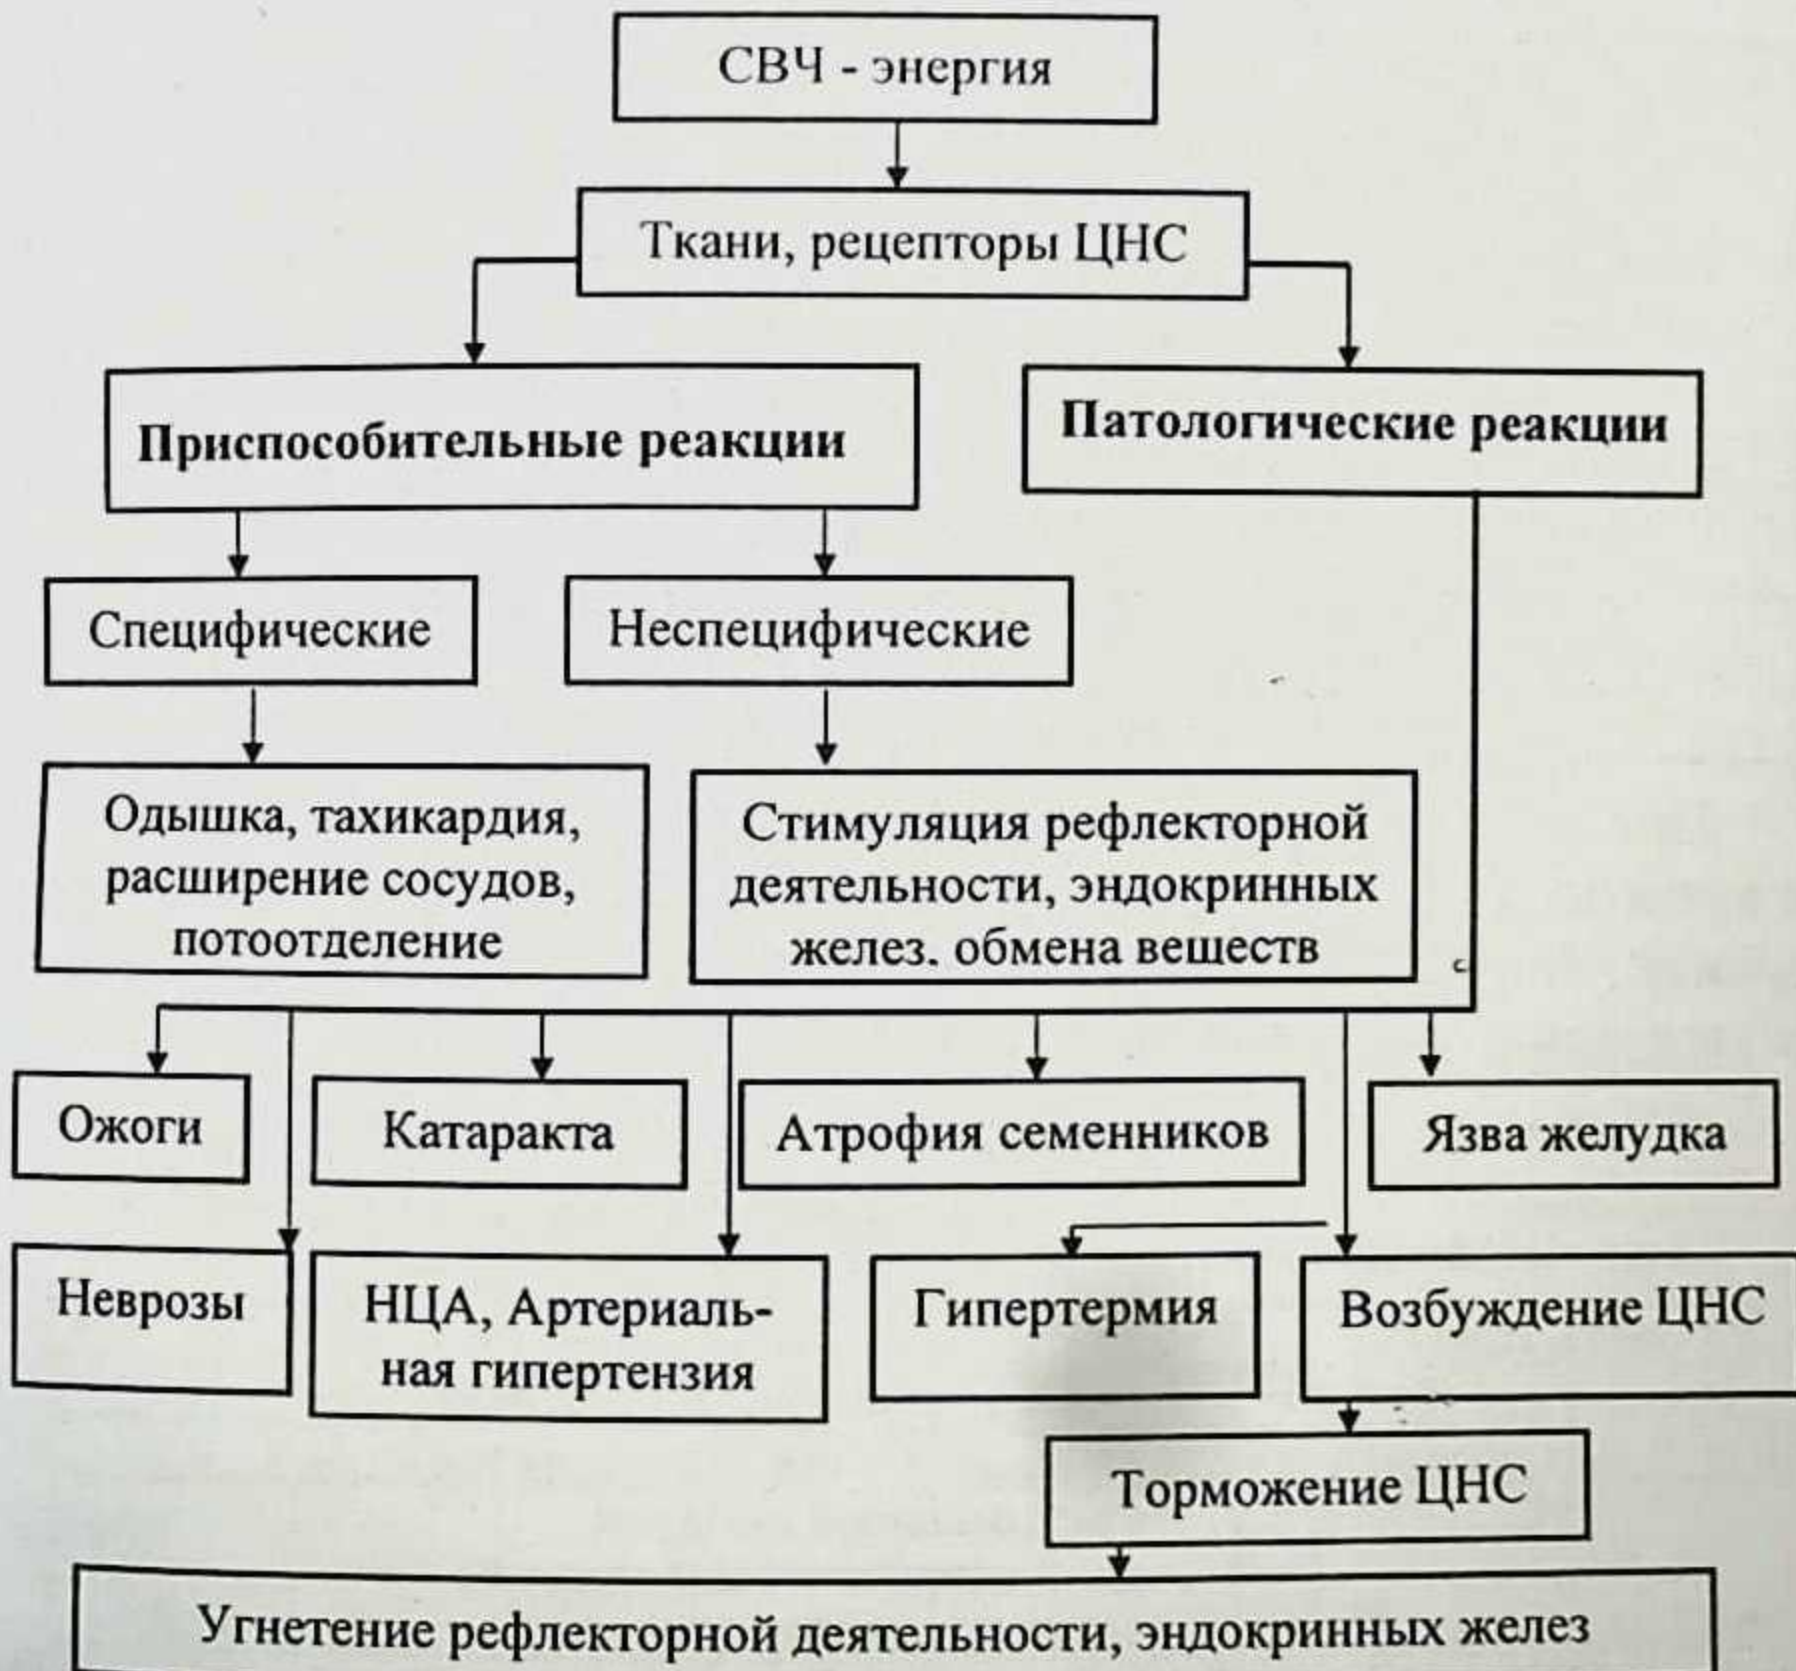 СВЧ - энергия
Ткани, рецепторы ЦНС
Приспособительные реакции
Патологические реакции
Специфические
Неспецифические
Одышка, тахикардия,
расширение сосудов,
потоотделение
Стимуляция рефлекторной
деятельности, эндокринных
желез. обмена веществ
Ожоги
Катаракта
Атрофия семенников
Язва желудка
Неврозы
НЦА, Артериаль-
ная гипертензия
Гипертермия
Возбуждение ЦНС
Торможение ЦНС
Угнетение рефлекторной деятельности, эндокринных желез